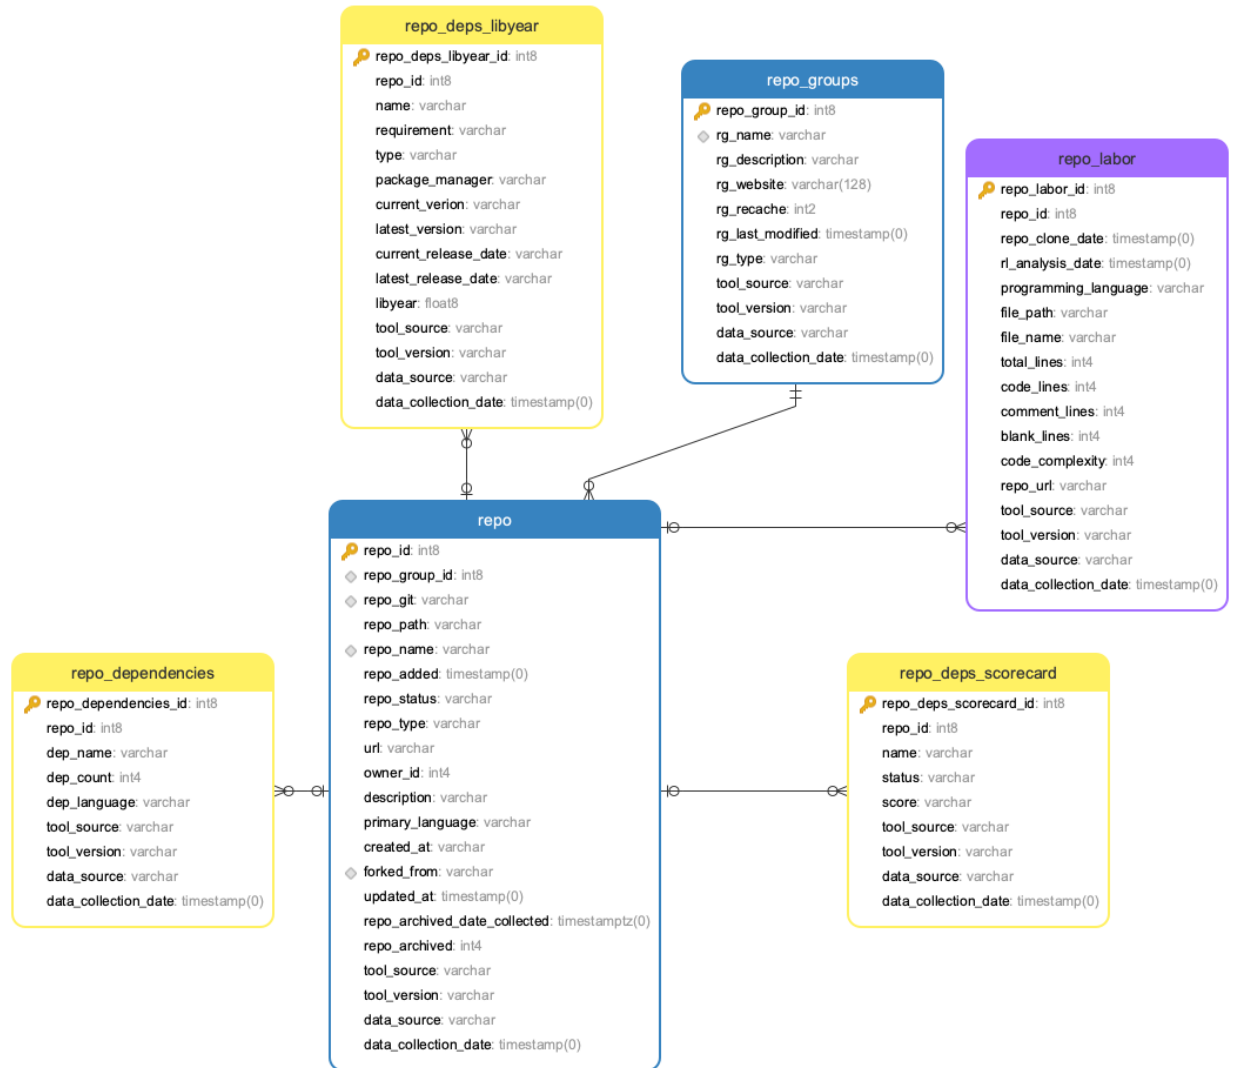 repo_deps_libyear
repo_deps_libyear_id: int8
repo_id: int8
name: varchar
requirement: varchar
type: varchar
package_manager: varchar
current_verion: varchar
latest_version: varchar
current_release_date: varchar
latest_release_date: varchar
libyear: float8
tool_source: varchar
tool_version: varchar
data_source: varchar
data_collection_date: timestamp(0)
repo_groups
repo_group_id: int8
rg_name: varchar
rg_description: varchar
rg_website: varchar(128)
rg_recache: int2
rg_last_modified: timestamp(0)
rg_type: varchar
tool_source: varchar
tool_version: varchar
data_source: varchar
data_collection_date: timestamp(0)
repo_labor
repo_labor_id: int8
repo_id: int8
repo_clone_date: timestamp(0)
rl_analysis_date: timestamp(0)
programming_language: varchar
file_path: varchar
file_name: varchar
total_lines: int4
code_lines: int4
comment_lines: int4
blank_lines: int4
code_complexity: int4
repo_url: varchar
tool_source: varchar
tool_version: varchar
data_source: varchar
data_collection_date: timestamp(0)
repo
repo_id: int8
repo_group_id: int8
repo_git: varchar
repo_path: varchar
repo_name: varchar
repo_added: timestamp(0)
repo_status: varchar
repo_type: varchar
url: varchar
owner_id: int4
description: varchar
primary_language: varchar
created_at: varchar
forked_from: varchar
updated_at: timestamp(0)
repo_archived_date_collected: timestamptz(0)
repo_archived: int4
tool_source: varchar
tool_version: varchar
data_source: varchar
data_collection_date: timestamp(0)
repo_dependencies
repo_dependencies_id: int8
repo_id: int8
dep_name: varchar
dep_count: int4
dep_language: varchar
tool_source: varchar
tool_version: varchar
data_source: varchar
data_collection_date: timestamp(0)
repo_deps_scorecard
repo_deps_scorecard_id: int8
repo_id: int8
name: varchar
status: varchar
score: varchar
tool_source: varchar
tool_version: varchar
data_source: varchar
data_collection_date: timestamp(0)